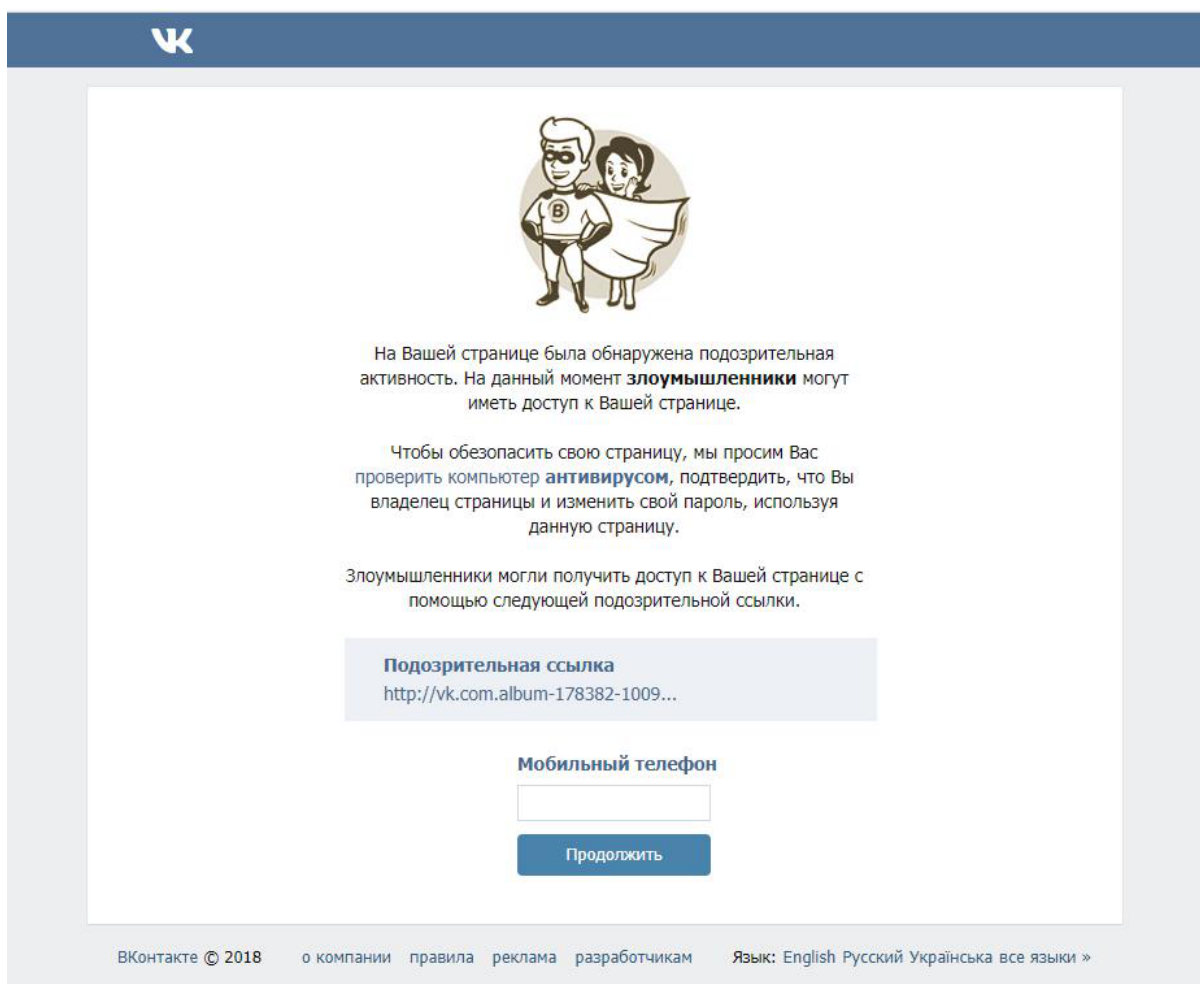 VK
B
На Вашей странице была обнаружена подозрительная
активность. На данный момент злоумышленники могут
иметь доступ к Вашей странице.
Чтобы обезопасить свою страницу, мы просим Вас
проверить компьютер антивирусом, подтвердить, что Вы
владелец страницы и изменить свой пароль, используя
данную страницу.
Злоумышленники могли получить доступ к Вашей странице с
помощью следующей подозрительной ссылки.
Подозрительная ссылка
http://vk.com.album-178382-1009...
Мобильный телефон
Продолжить
ВКонтакте © 2018 о компании правила реклама разработчикам Язык: English Русский Українська все языки »